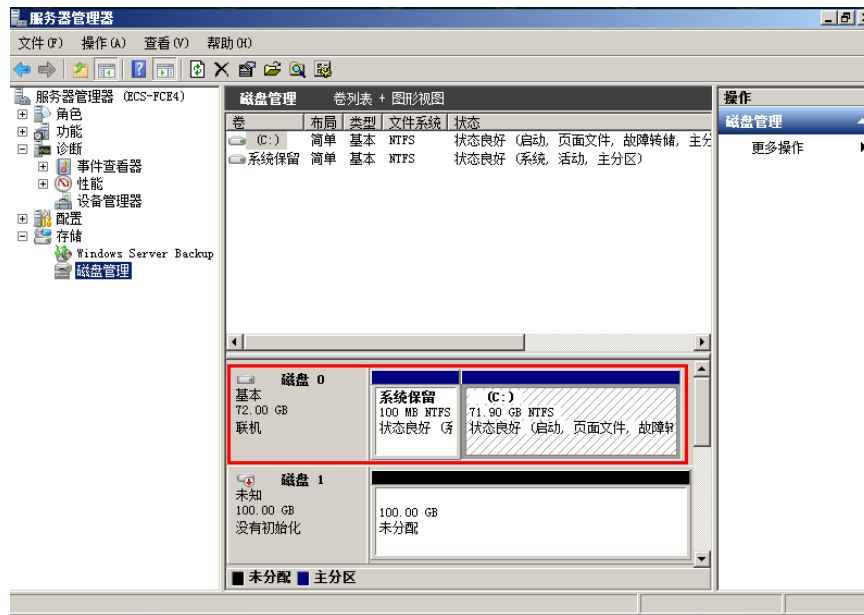 服务器管理器
文件(F) 操作(A) 查看(V) 帮助(H)
服务器管理器 (ECS-FCE4)
角色
功能
诊断
事件查看器
性能
设备管理器
配置
存储
Windows Server Backup
磁盘管理
磁盘管理 卷列表 + 图形视图
卷 布局 类型 文件系统 状态
(C:) 简单 基本 NTFS 状态良好 (启动, 页面文件, 故障转储, 主分
系统保留 简单 基本 NTFS 状态良好 (系统, 活动, 主分区)
磁盘 0
基本
72.00 GB
联机
系统保留
100 MB NTFS
状态良好 (系
(C:)
71.90 GB NTFS
状态良好 (启动, 页面文件, 故障转
磁盘 1
未知
100.00 GB
没有初始化
100.00 GB
未分配
未分配 主分区
操作
磁盘管理
更多操作